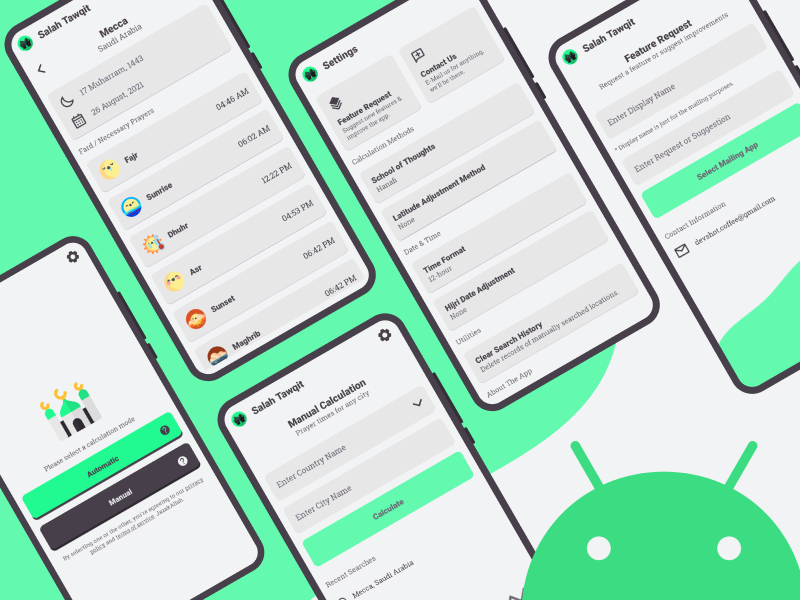 Salah Tawqit
Mecca
Saudi Arabia
17 Muharram, 1443
26 August, 2021
Fard / Necessary Prayers
Fajr
04:46 AM
Sunrise
06:02 AM
Dhuhr
12:22 PM
Asr
04:53 PM
Sunset
06:42 PM
Maghrib
06:42 PM
Settings
Feature Request
Suggest new features &
improve the app.
Contact Us
E-Mail us for anything,
we'll be there.
Calculation Methods
School of Thoughts
Hanafi
Latitude Adjustment Method
None
Date & Time
Time Format
12-hour
Hijri Date Adjustment
None
Utilities
Clear Search History
Delete records of manually searched locations.
About The App
Salah Tawqit
Feature Request
Request a feature or suggest improvements
Enter Display Name
* Display name is just for the mailing purposes.
Enter Request or Suggestion
Select Mailing App
Contact Information
devshot.coffee@gmail.com
Please select a calculation mode
Automatic
Manual
By selecting one or the other, you're agreeing to our privacy
policy and terms of service. JazakAllah.
Salah Tawqit
Manual Calculation
Prayer times for any city
Enter Country Name
Enter City Name
Calculate
Recent Searches
Mecca, Saudi Arabia